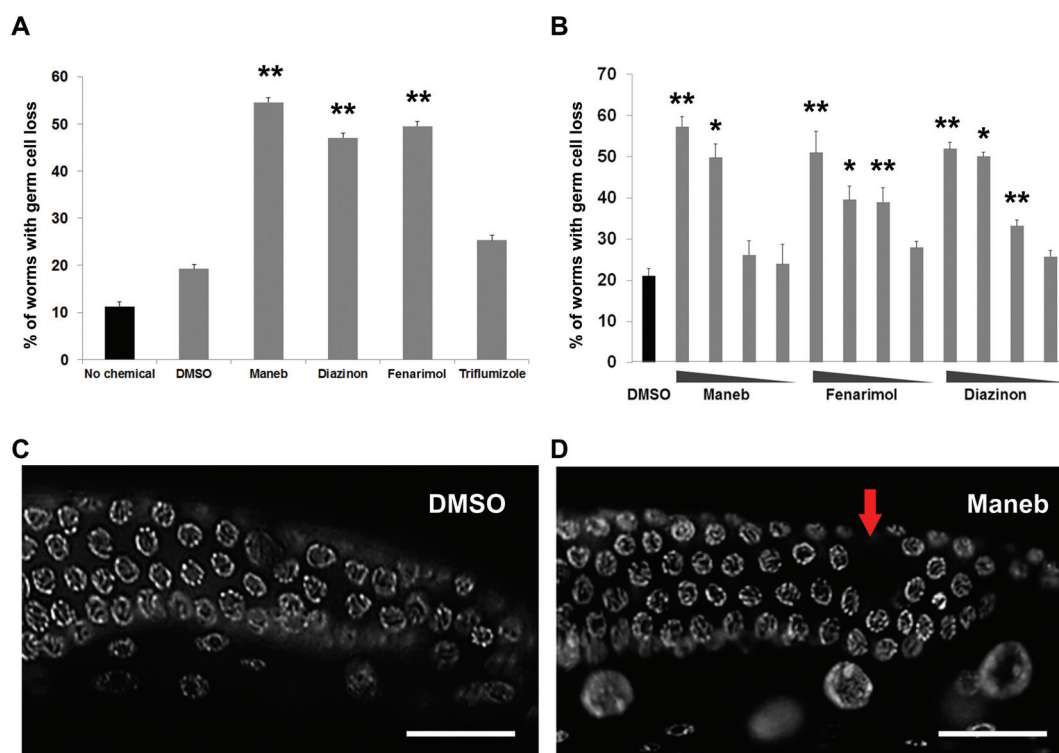 A
% of worms with germ cell loss
60
50
40
30
20
10
0
** ** **
No chemical DMSO Maneb Diazinon Fenarimol Triflumizole
B
% of worms with germ cell loss
70
60
50
40
30
20
10
0
** * ** * ** ** * **
DMSO Maneb Fenarimol Diazinon
C
DMSO
D
Maneb